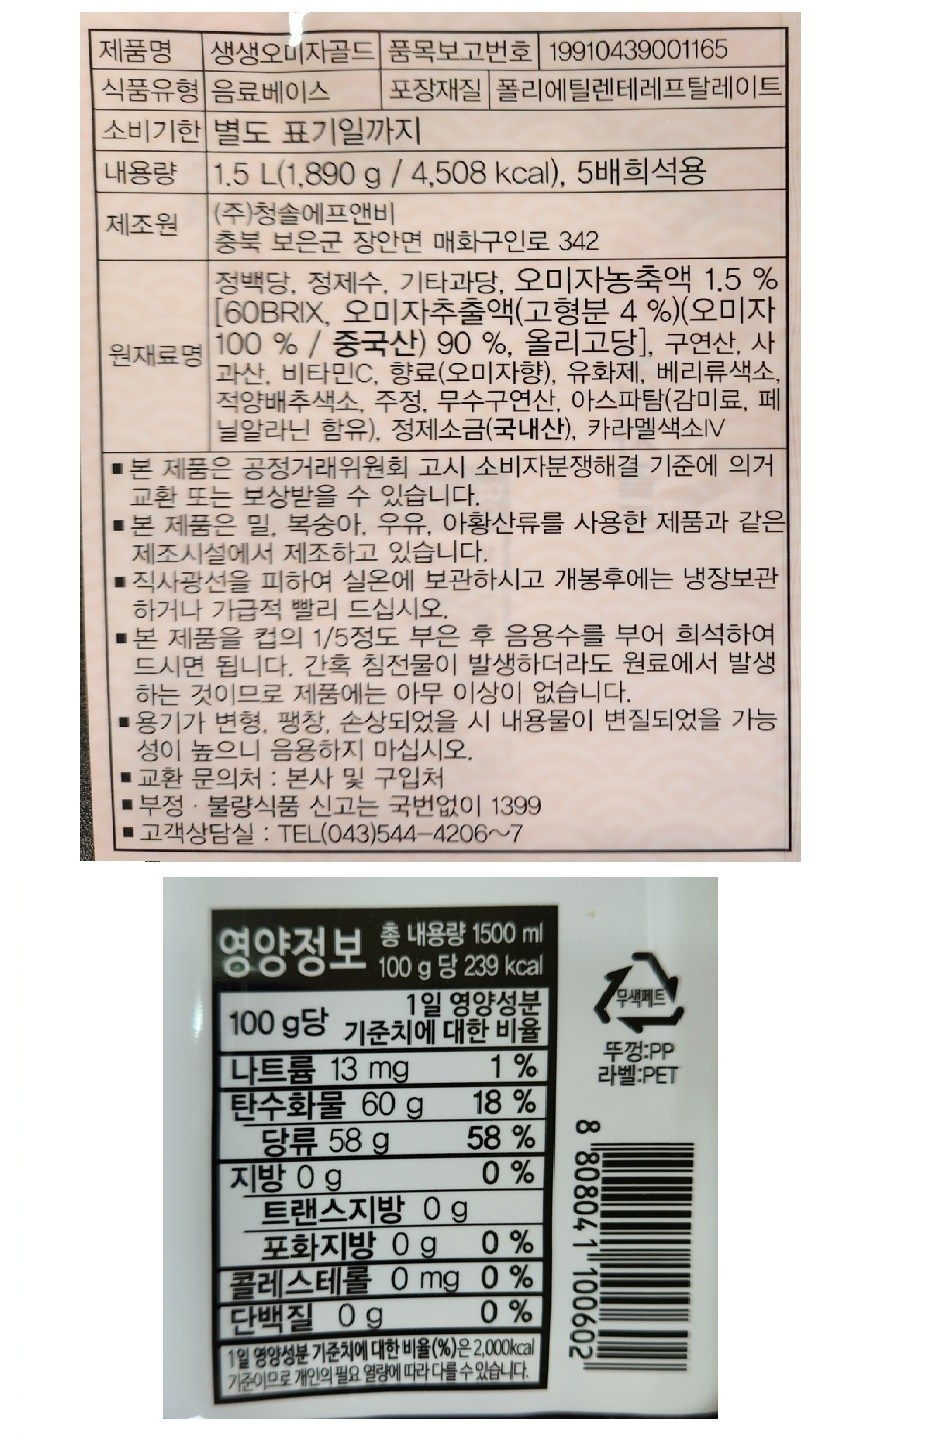 제품명 생생오미자골드 품목보고번호 19910439001165
식품유형 음료베이스 포장재질 폴리에틸렌테레프탈레이트
소비기한 별도 표기일까지
내용량 1.5 L(1,890 g / 4,508 kcal), 5배희석용
제조원 (주)청솔에프앤비
충북 보은군 장안면 매화구인로 342
원재료명 정백당, 정제수, 기타과당, 오미자농축액 1.5 %
[60BRIX, 오미자추출액(고형분 4 %)(오미자
100 % / 중국산) 90 %, 올리고당], 구연산, 사
과산, 비타민C, 향료(오미자향), 유화제, 베리류색소,
적양배추색소, 주정, 무수구연산, 아스파탐(감미료, 페
닐알라닌 함유), 정제소금(국내산), 카라멜색소IV
■ 본 제품은 공정거래위원회 고시 소비자분쟁해결 기준에 의거
교환 또는 보상받을 수 있습니다.
■ 본 제품은 밀, 복숭아, 우유, 아황산류를 사용한 제품과 같은
제조시설에서 제조하고 있습니다.
■ 직사광선을 피하여 실온에 보관하시고 개봉후에는 냉장보관
하거나 가급적 빨리 드십시오.
■ 본 제품을 컵의 1/5정도 부은 후 음용수를 부어 희석하여
드시면 됩니다. 간혹 침전물이 발생하더라도 원료에서 발생
하는 것이므로 제품에는 아무 이상이 없습니다.
■ 용기가 변형, 팽창, 손상되었을 시 내용물이 변질되었을 가능
성이 높으니 음용하지 마십시오.
■ 교환 문의처 : 본사 및 구입처
■ 부정 · 불량식품 신고는 국번없이 1399
■ 고객상담실 : TEL(043)544-4206~7
영양정보 총 내용량 1500 ml
100 g 당 239 kcal
100 g당 1일 영양성분
기준치에 대한 비율
나트륨 13 mg 1 %
탄수화물 60 g 18 %
당류 58 g 58 %
지방 0 g 0 %
트랜스지방 0 g
포화지방 0 g 0 %
콜레스테롤 0 mg 0 %
단백질 0 g 0 %
1일 영양성분 기준치에 대한 비율(%)은 2,000kcal
기준이므로 개인의 필요 열량에 따라 다를 수 있습니다.
무색페트
뚜껑:PP
라벨:PET
8 808041 100602